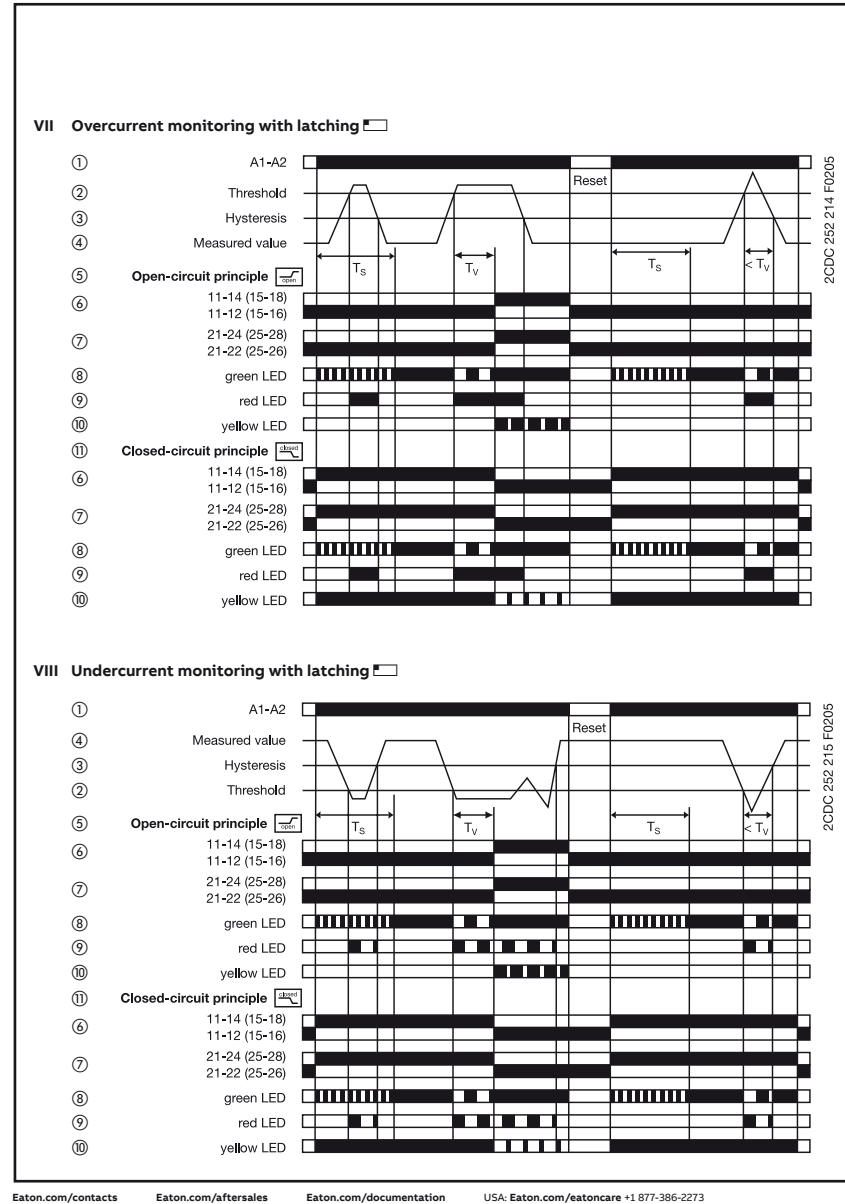 VII Overcurrent monitoring with latching
① A1-A2
Reset
② Threshold
③ Hysteresis
④ Measured value
T_S T_V T_S < T_V
⑤ Open-circuit principle open
⑥ 11-14 (15-18)
11-12 (15-16)
⑦ 21-24 (25-28)
21-22 (25-26)
⑧ green LED
⑨ red LED
⑩ yellow LED
⑪ Closed-circuit principle closed
⑥ 11-14 (15-18)
11-12 (15-16)
⑦ 21-24 (25-28)
21-22 (25-26)
⑧ green LED
⑨ red LED
⑩ yellow LED
2CDC 252 214 F0205
VIII Undercurrent monitoring with latching
① A1-A2
Reset
④ Measured value
③ Hysteresis
② Threshold
T_S T_V T_S < T_V
⑤ Open-circuit principle open
⑥ 11-14 (15-18)
11-12 (15-16)
⑦ 21-24 (25-28)
21-22 (25-26)
⑧ green LED
⑨ red LED
⑩ yellow LED
⑪ Closed-circuit principle closed
⑥ 11-14 (15-18)
11-12 (15-16)
⑦ 21-24 (25-28)
21-22 (25-26)
⑧ green LED
⑨ red LED
⑩ yellow LED
2CDC 252 215 F0205
Eaton.com/contacts Eaton.com/aftersales Eaton.com/documentation USA: Eaton.com/eatoncare +1 877-386-2273